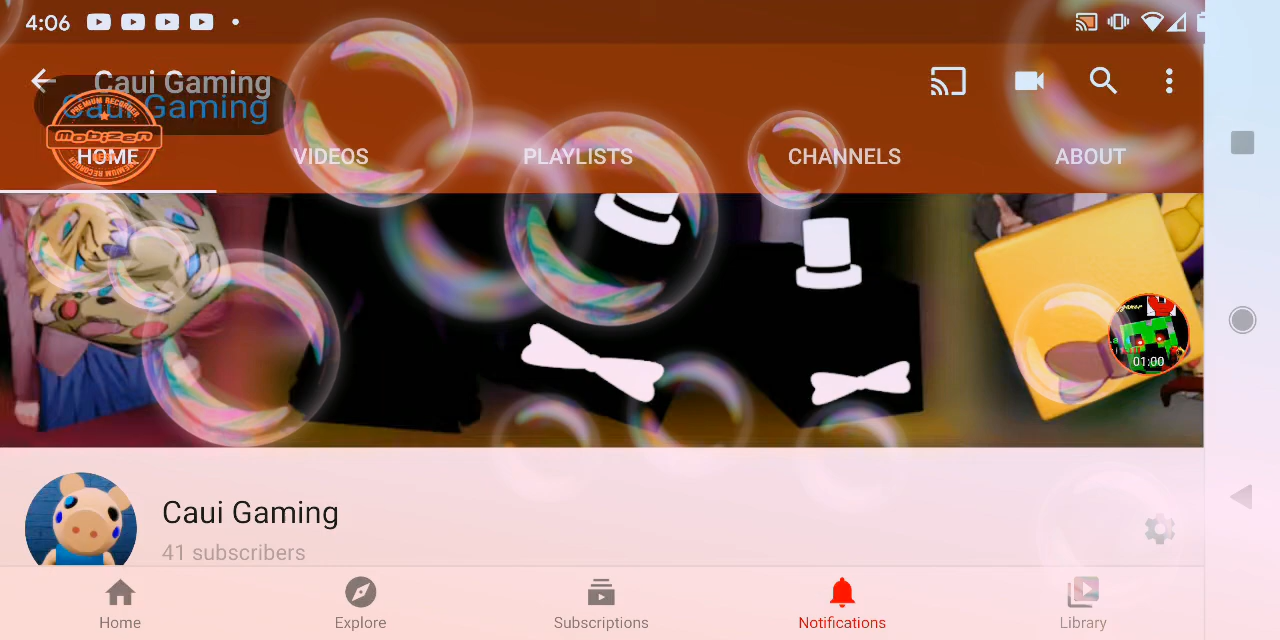 4:06
Caui Gaming
Caui Gaming
PREMIUM RECORDER
Mobizen
HOME
VIDEOS
PLAYLISTS
CHANNELS
ABOUT
01:00
Caui Gaming
41 subscribers
Home
Explore
Subscriptions
Notifications
Library